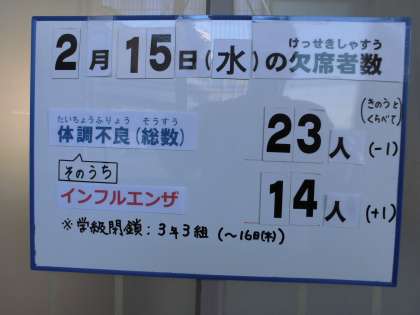 けっせきしゃすう
2月15日(水)の欠席者数
(きのうと
くらべて)
たいちょうふりょう そうすう
体調不良(総数) 23人 (-1)
そのうち
インフルエンザ 14人 (+1)
※学級閉鎖:3年3組(～16日(木))